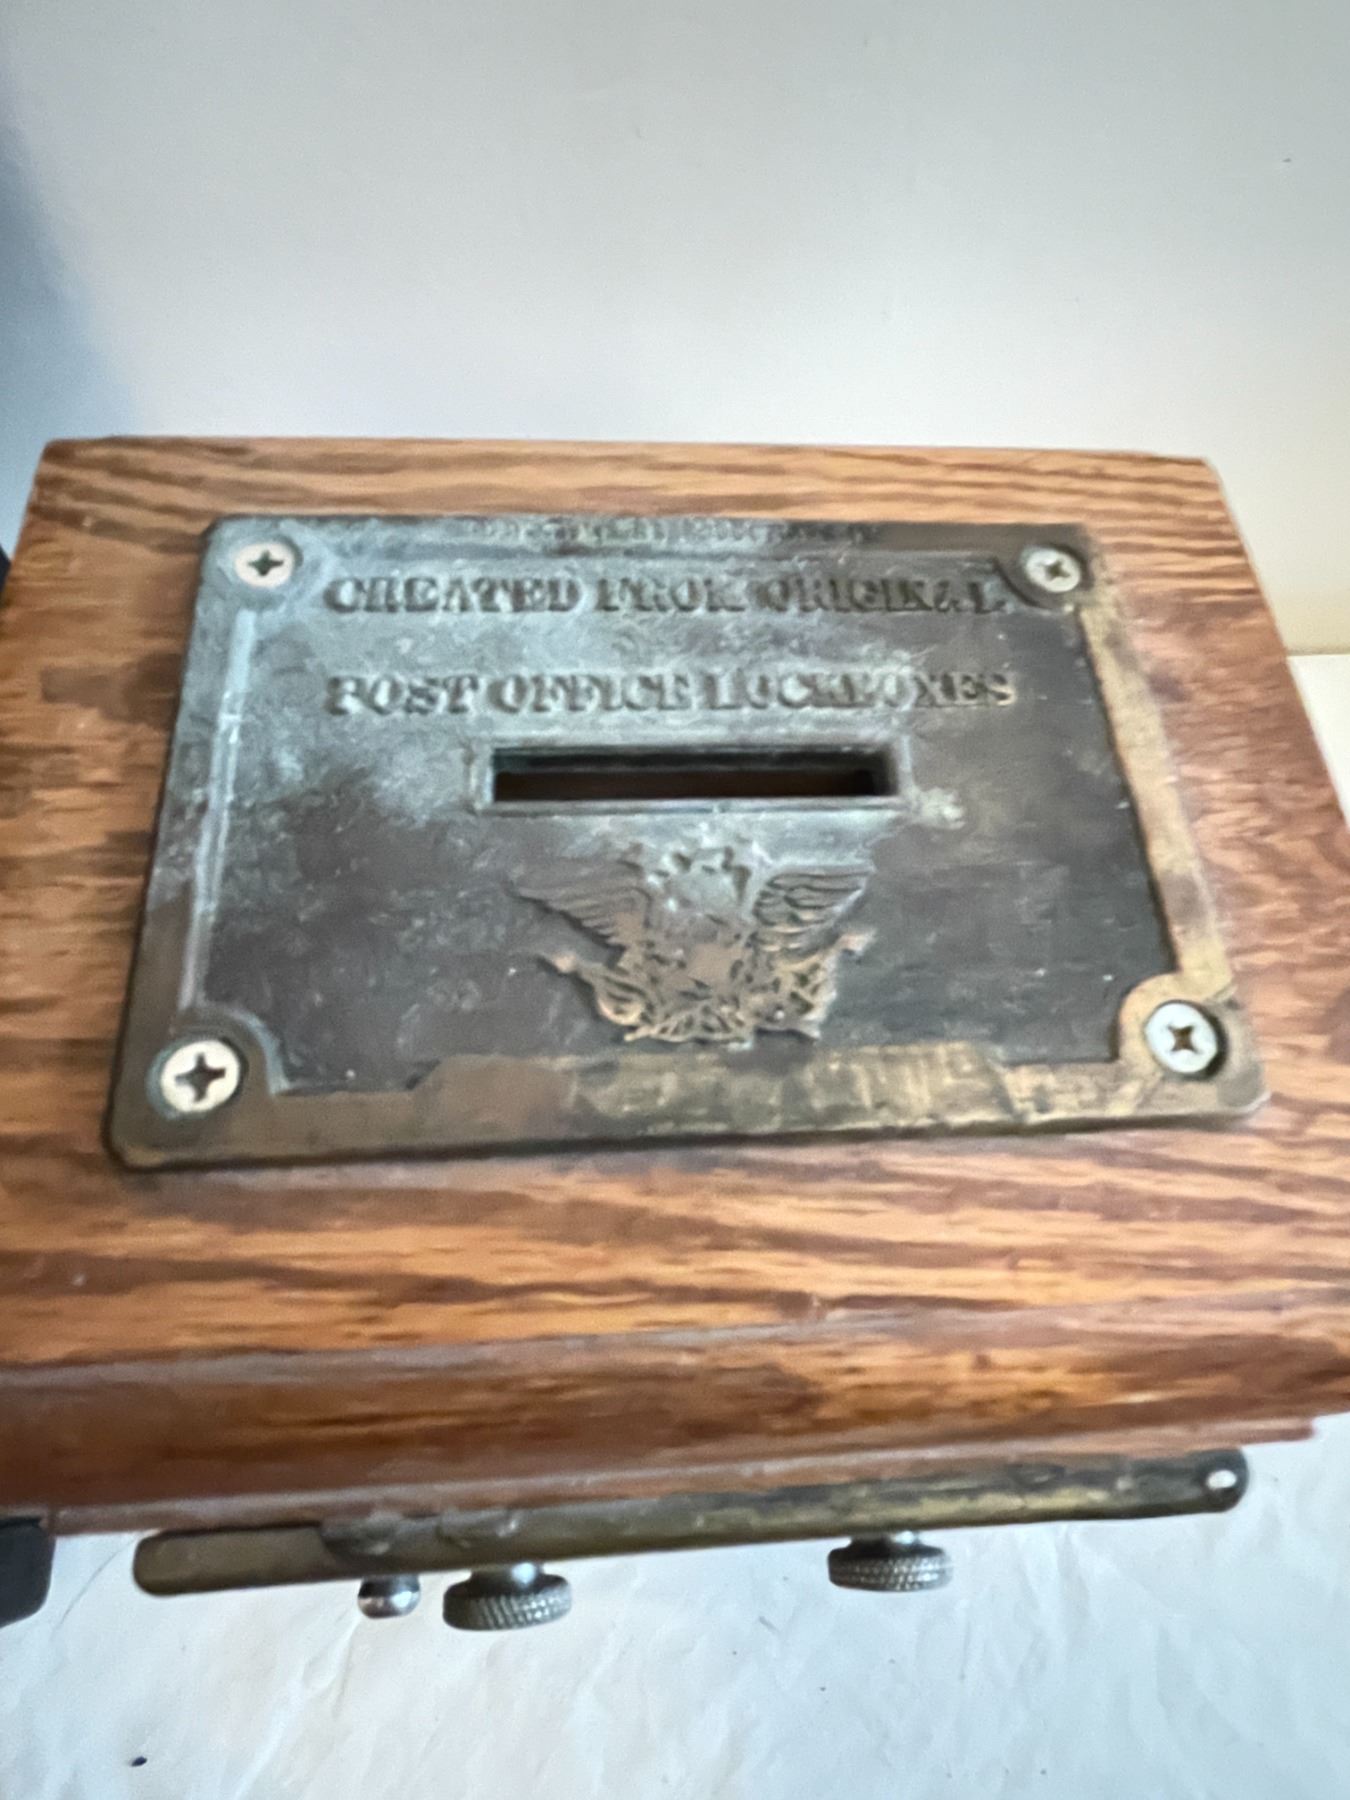 CREATED FROM ORIGINAL
POST OFFICE LOCKBOXES